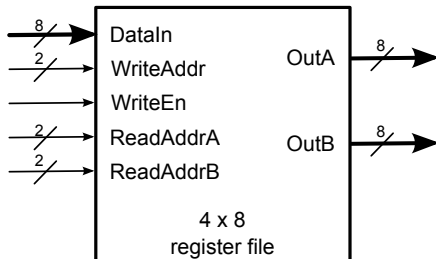 8 DataIn
2 WriteAddr
WriteEn
2 ReadAddrA
2 ReadAddrB
OutA 8
OutB 8
4 x 8
register file